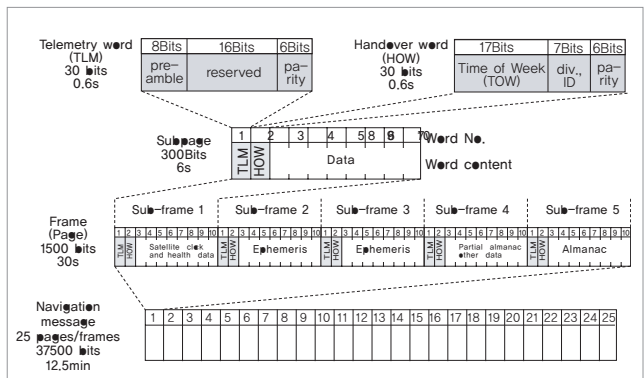 Telemetry word
(TLM)
30 bits
0.6s
8Bits 16Bits 6Bits
pre-
amble
reserved
pa-
rity
Handover word
(HOW)
30 bits
0.6s
17Bits 7Bits 6Bits
Time of Week
(TOW)
div.,
ID
pa-
rity
Subpage
300Bits
6s
1 2 3 4 5 8 9 10 Word No.
TLM HOW Data Word content
Frame
(Page)
1500 bits
30s
Sub-frame 1 Sub-frame 2 Sub-frame 3 Sub-frame 4 Sub-frame 5
1 2 3 4 5 6 7 8 9 10 1 2 3 4 5 6 7 8 9 10 1 2 3 4 5 6 7 8 9 10 1 2 3 4 5 6 7 8 9 10 1 2 3 4 5 6 7 8 9 10
TLM HOW Satellite clock
and health data
TLM HOW Ephemeris
TLM HOW Ephemeris
TLM HOW Partial almanac
other data
TLM HOW Almanac
Navigation
message
25 pages/frames
37500 bits
12.5min
1 2 3 4 5 6 7 8 9 10 11 12 13 14 15 16 17 18 19 20 21 22 23 24 25